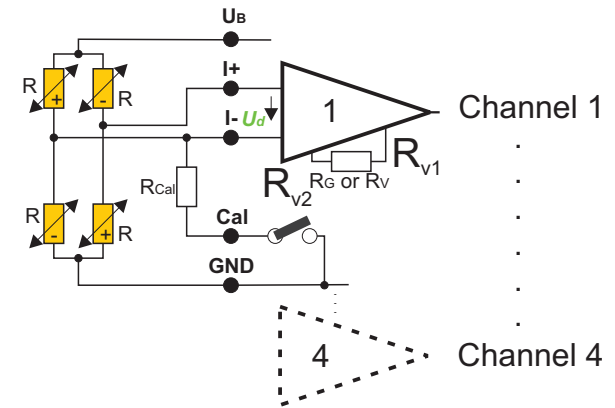 UB
I+
R + - R
1
Channel 1
I- Ud
Rv1
RG or RV
Rv2
RCal
R - + R
Cal
GND
4
Channel 4